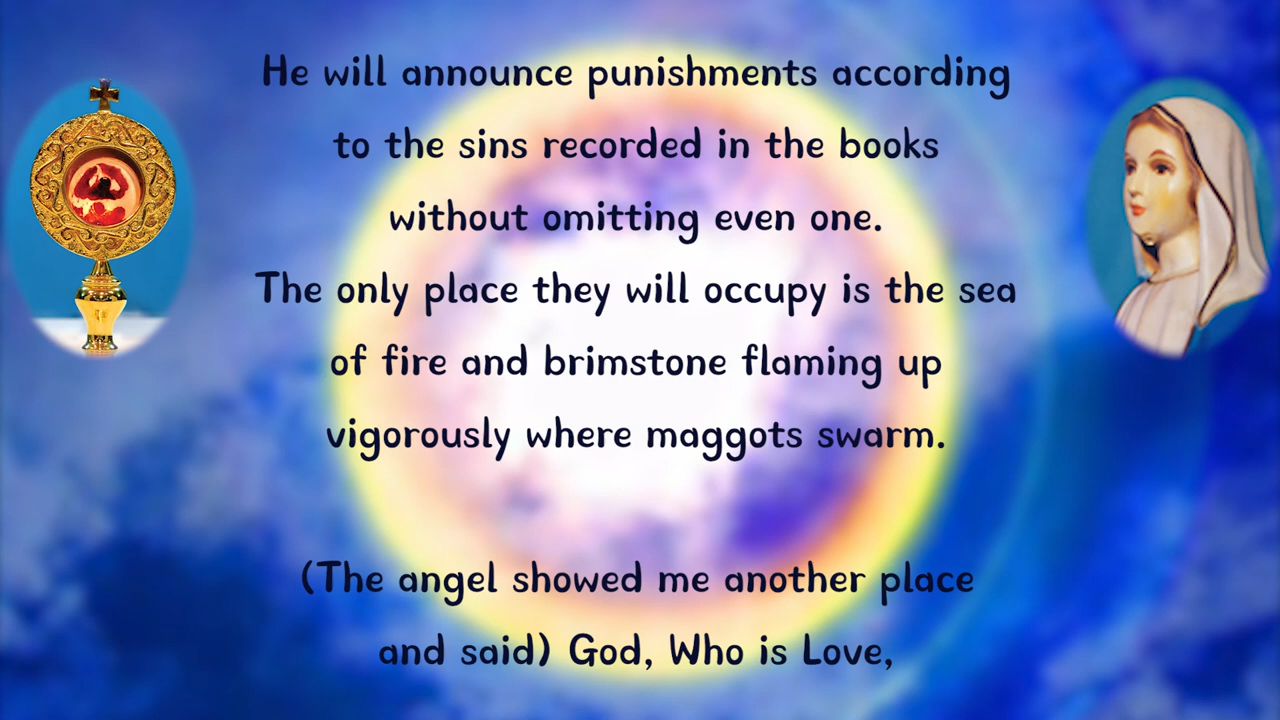 He will announce punishments according
to the sins recorded in the books
without omitting even one.
The only place they will occupy is the sea
of fire and brimstone flaming up
vigorously where maggots swarm.
(The angel showed me another place
and said) God, Who is Love,